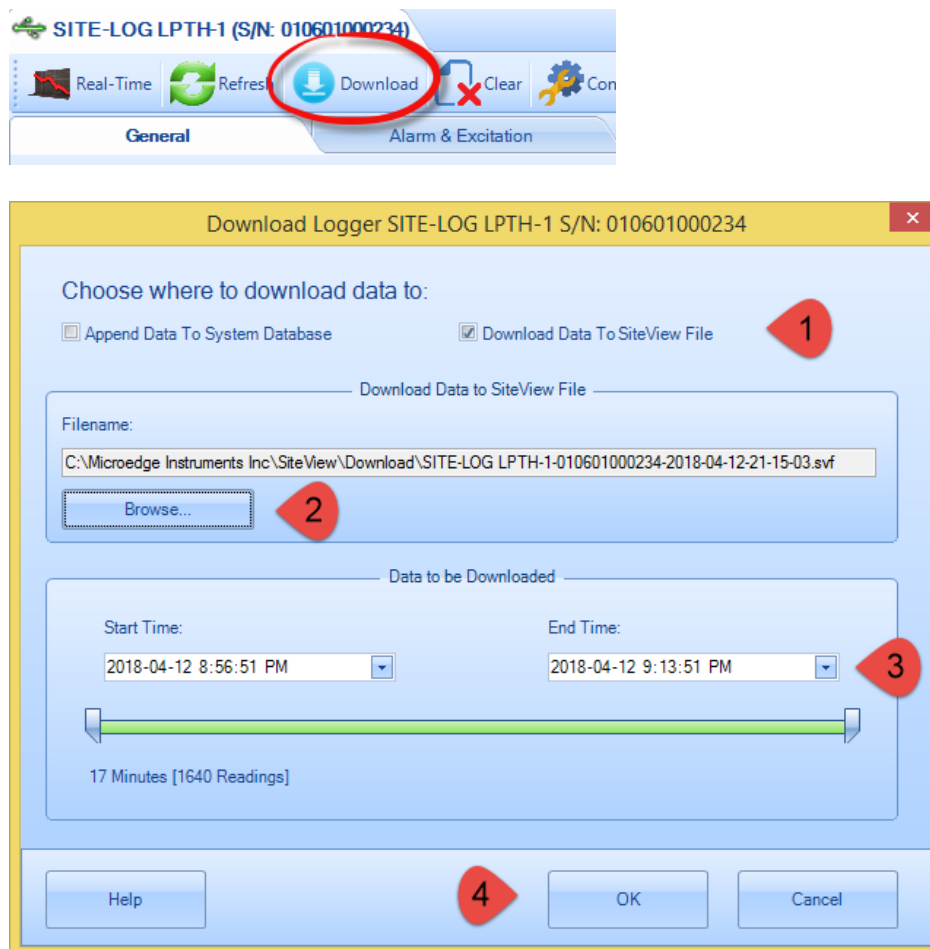 SITE-LOG LPTH-1 (S/N: 010601000234)
Real-Time Refresh Download Clear Con
General Alarm & Excitation
Download Logger SITE-LOG LPTH-1 S/N: 010601000234
Choose where to download data to:
Append Data To System Database Download Data To SiteView File 1
Download Data to SiteView File
Filename:
C:\Microedge Instruments Inc\SiteView\Download\SITE-LOG LPTH-1-010601000234-2018-04-12-21-15-03.svf
Browse... 2
Data to be Downloaded
Start Time: End Time:
2018-04-12 8:56:51 PM 2018-04-12 9:13:51 PM 3
17 Minutes [1640 Readings]
Help 4 OK Cancel